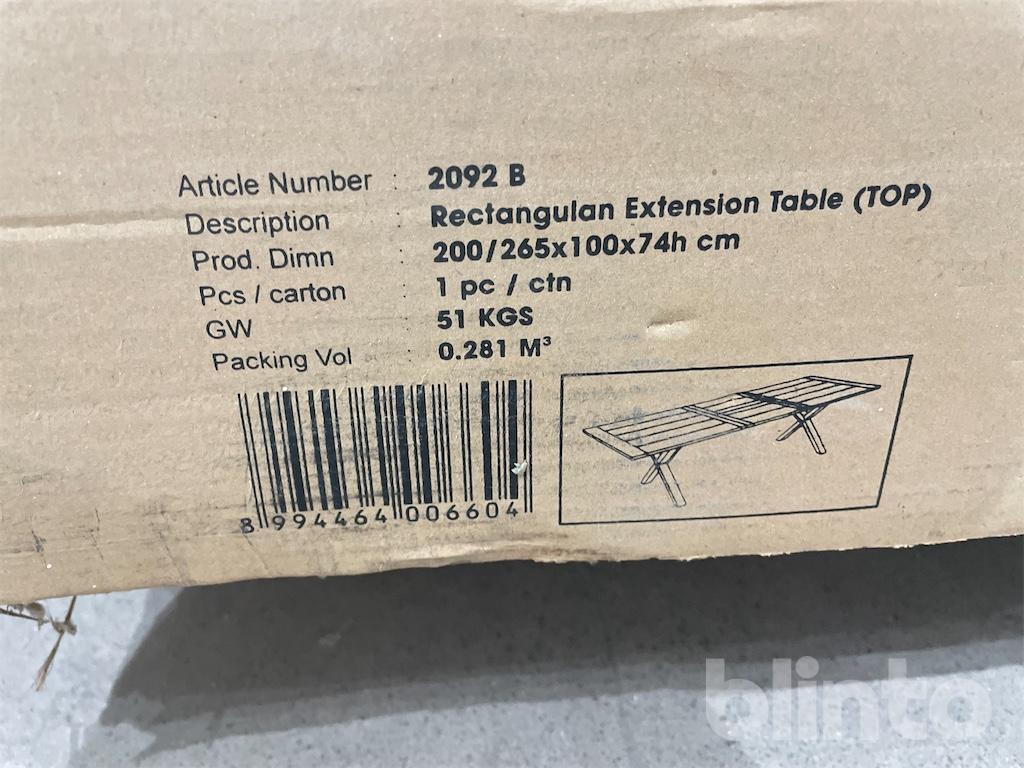 Article Number : 2092 B
Description : Rectangulan Extension Table (TOP)
Prod. Dimn : 200/265x100x74h cm
Pcs / carton : 1 pc / ctn
GW : 51 KGS
Packing Vol : 0.281 M³
8 994464 006604
blinto